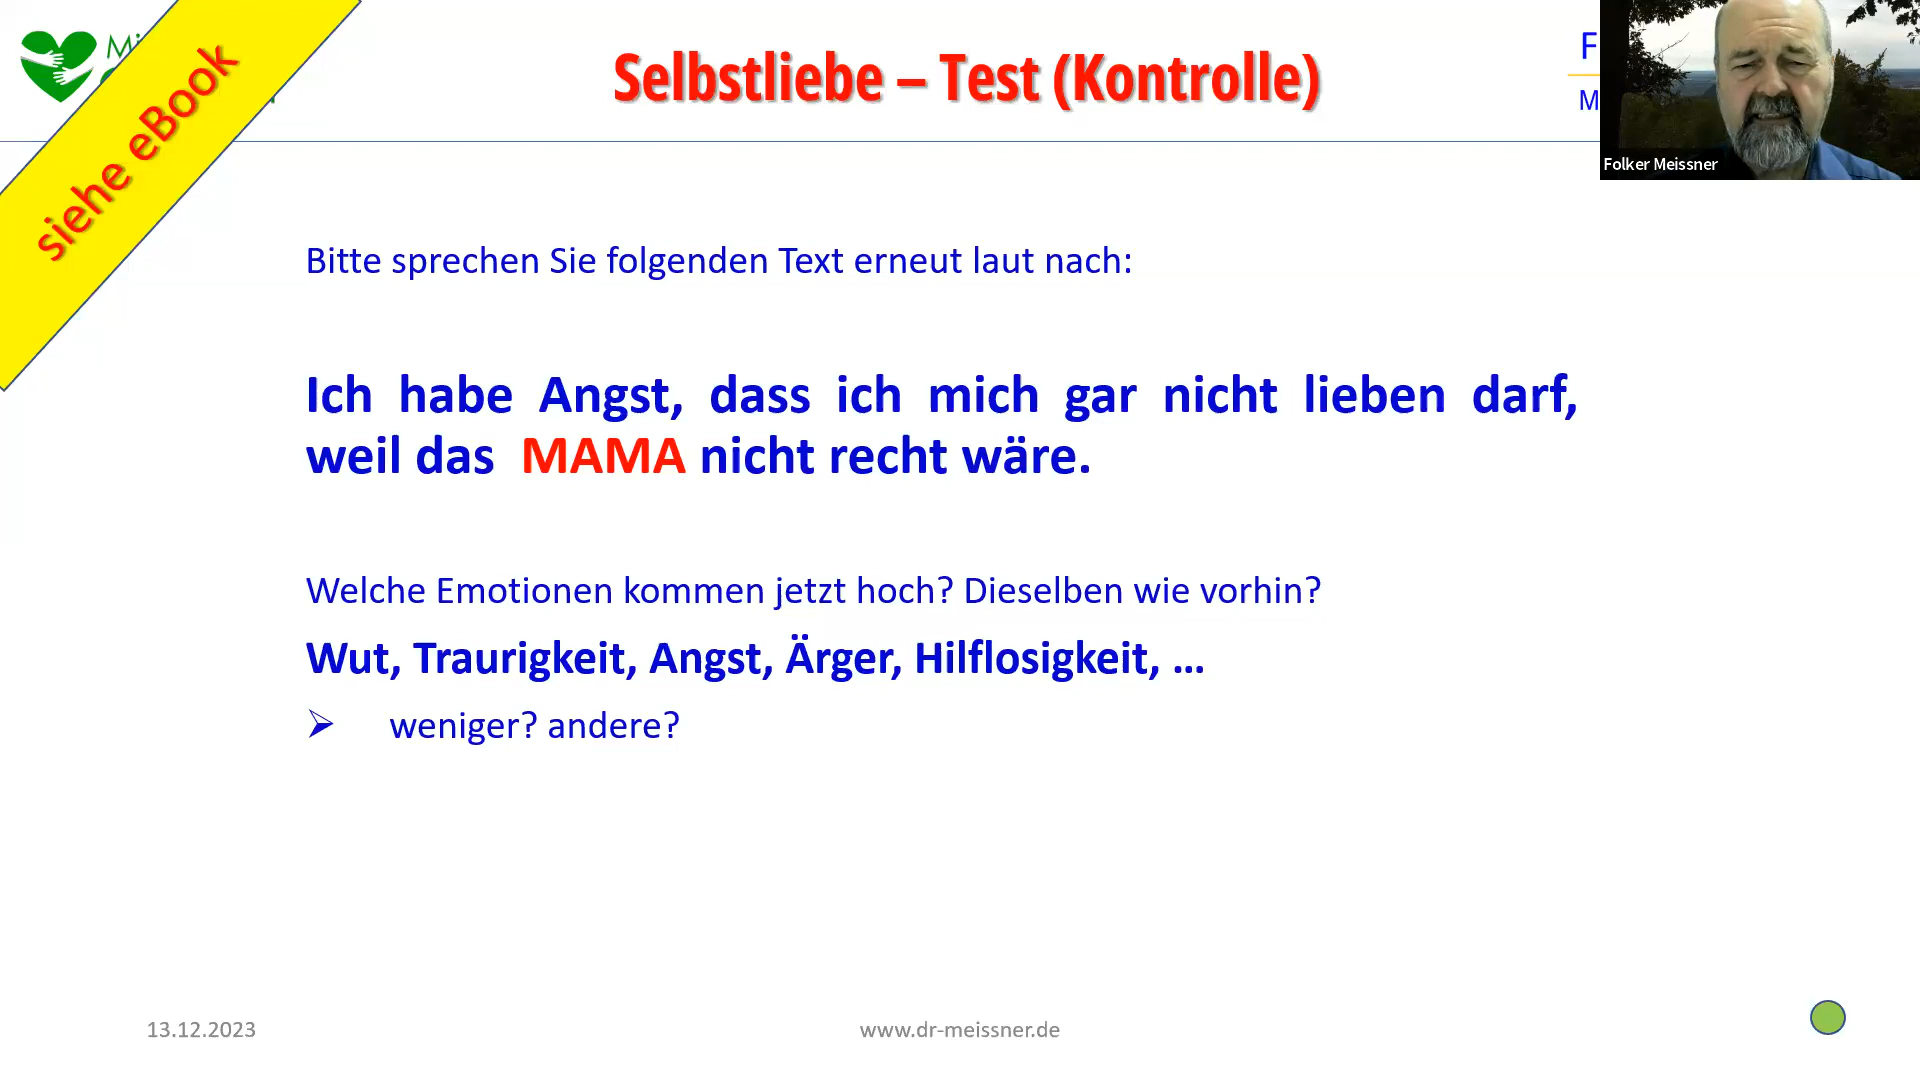 siehe eBook
Selbstliebe – Test (Kontrolle)
Folker Meissner
Bitte sprechen Sie folgenden Text erneut laut nach:
Ich habe Angst, dass ich mich gar nicht lieben darf,
weil das MAMA nicht recht wäre.
Welche Emotionen kommen jetzt hoch? Dieselben wie vorhin?
Wut, Traurigkeit, Angst, Ärger, Hilflosigkeit, ...
➢ weniger? andere?
13.12.2023
www.dr-meissner.de